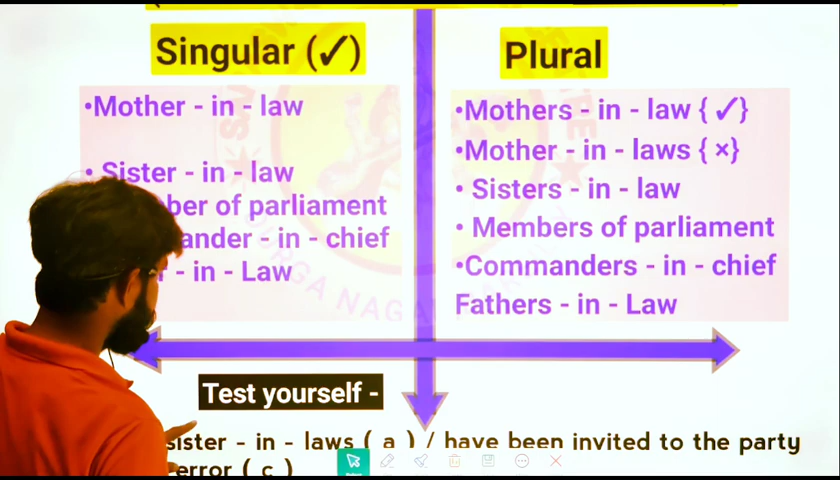 Singular (✓)
Plural
•Mother - in - law
• Sister - in - law
ber of parliament
ander - in - chief
- in - Law
•Mothers - in - law { ✓}
•Mother - in - laws { ×}
• Sisters - in - law
• Members of parliament
•Commanders - in - chief
Fathers - in - Law
Test yourself -
sister - in - laws ( a ) / have been invited to the party
error ( c )